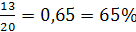 13/20 = 0,65 = 65%